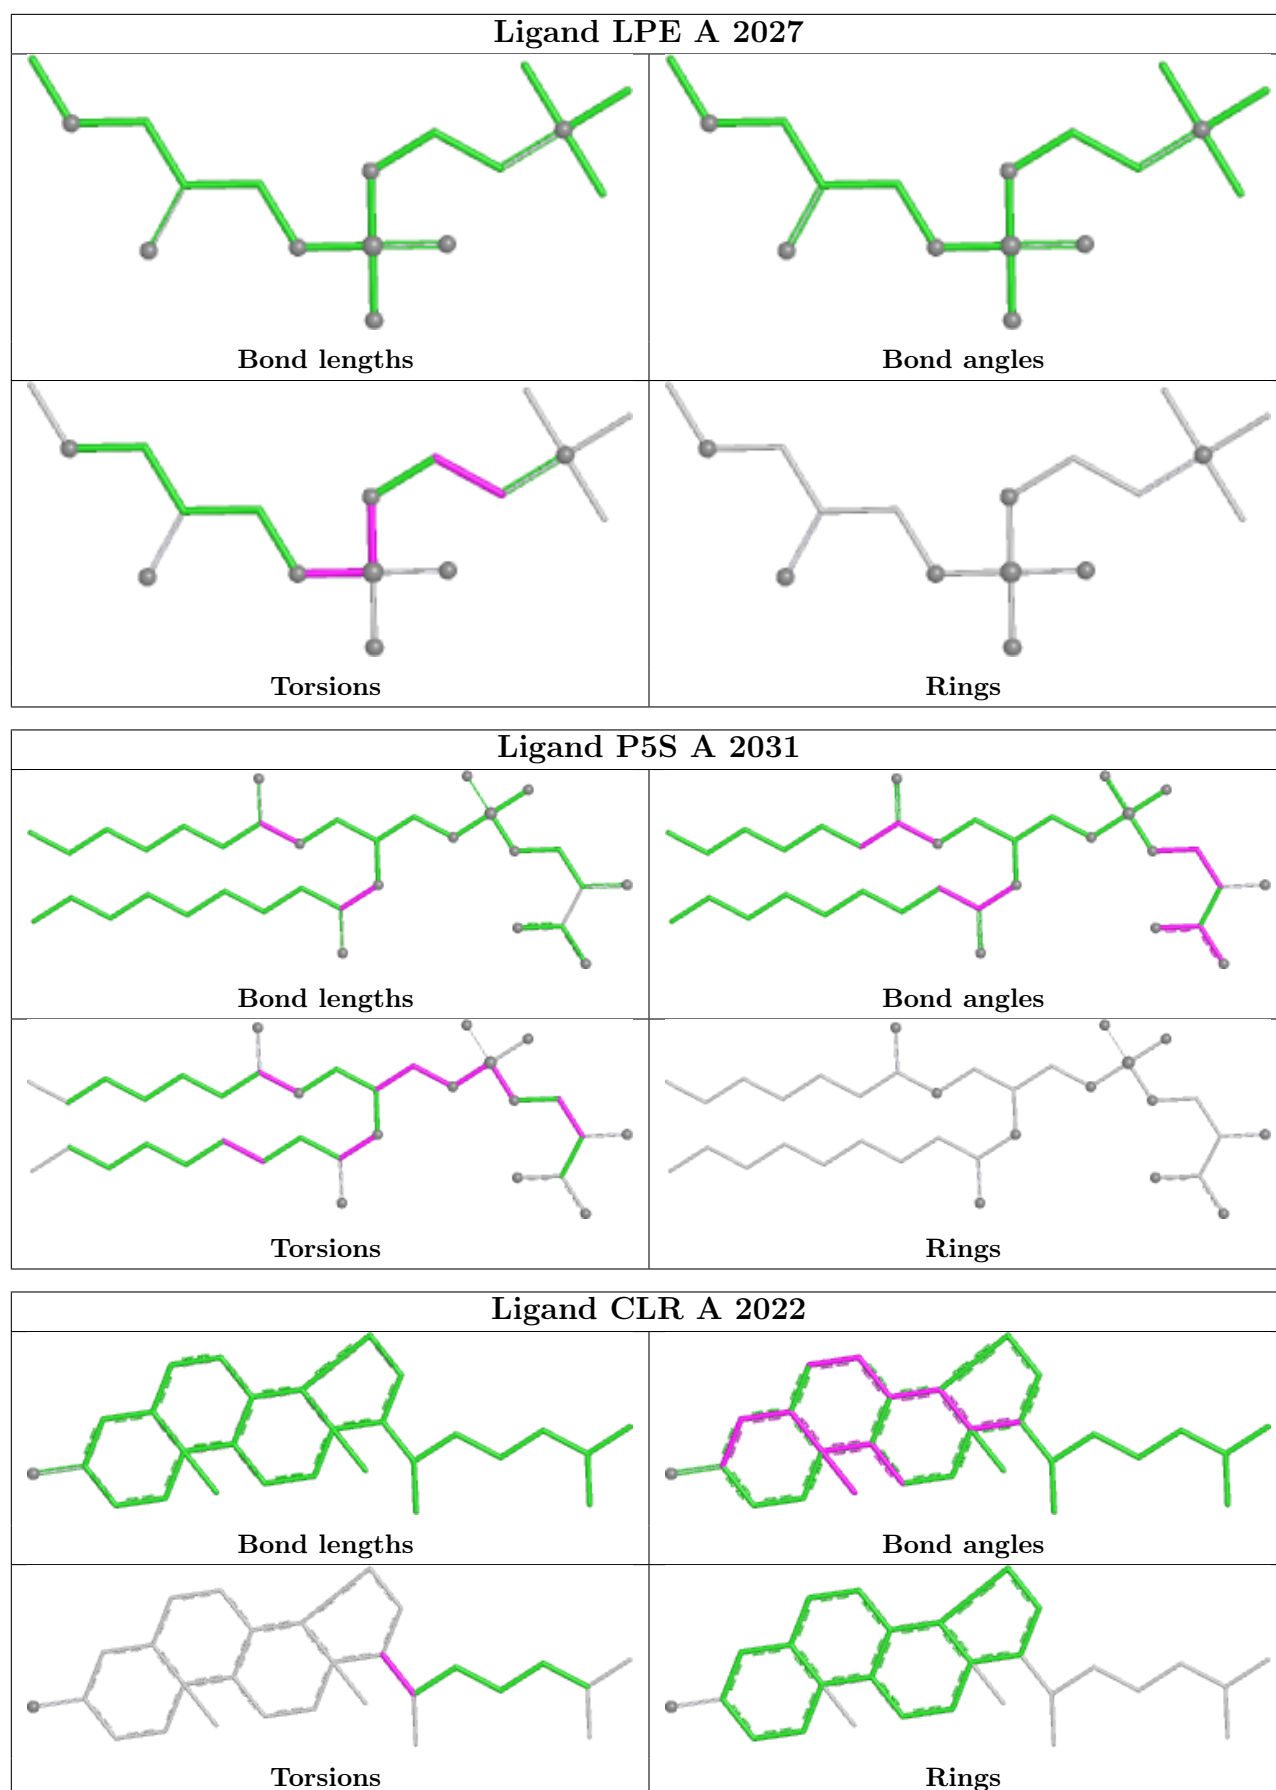 Ligand LPE A 2027
Bond lengths
Bond angles
Torsions
Rings
Ligand P5S A 2031
Bond lengths
Bond angles
Torsions
Rings
Ligand CLR A 2022
Bond lengths
Bond angles
Torsions
Rings